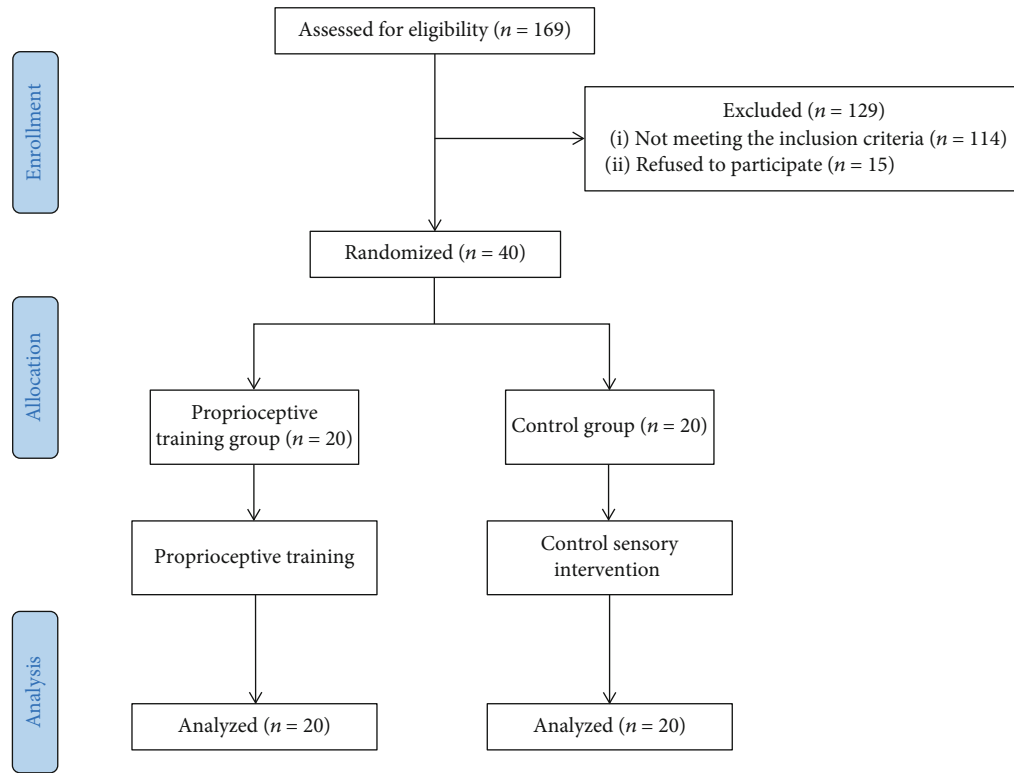 Assessed for eligibility (n = 169)
Enrollment
Excluded (n = 129)
(i) Not meeting the inclusion criteria (n = 114)
(ii) Refused to participate (n = 15)
Randomized (n = 40)
Allocation
Proprioceptive
training group (n = 20)
Control group (n = 20)
Proprioceptive training
Control sensory
intervention
Analysis
Analyzed (n = 20)
Analyzed (n = 20)